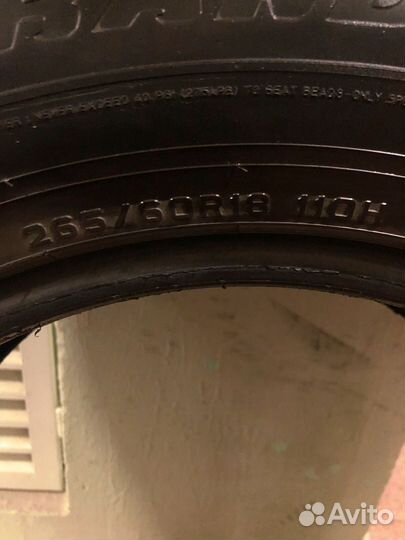 NEVER EXCEED 40 PSI (275kPa) TO SEAT BEADS-ONLY
265/60R18 110H
Avito